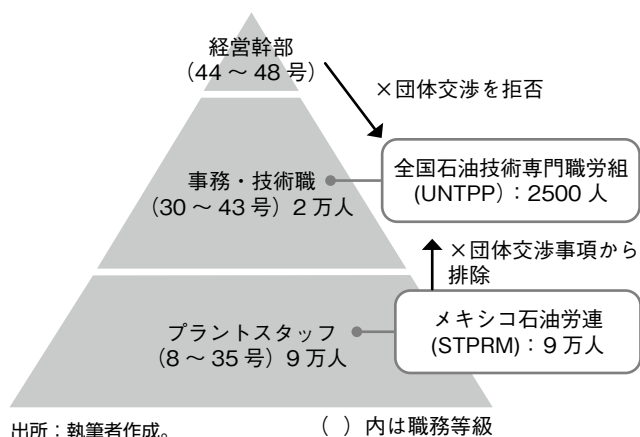 経営幹部
（44 ～ 48 号）
×団体交渉を拒否
全国石油技術専門職労組
(UNTPP）：2500 人
事務・技術職
（30 ～ 43 号）2 万人
×団体交渉事項から
排除
メキシコ石油労連
(STPRM)：9 万人
プラントスタッフ
（8 ～ 35 号）9 万人
出所：執筆者作成。
（ ）内は職務等級